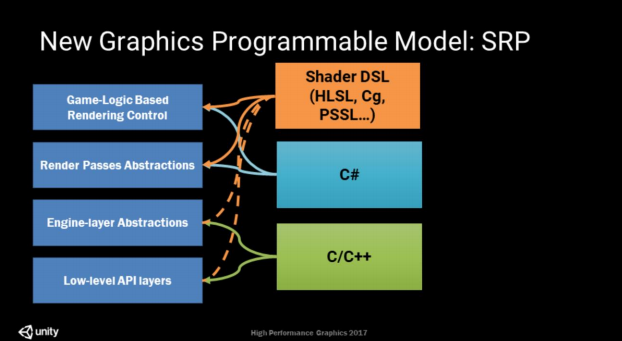 New Graphics Programmable Model: SRP
Game-Logic Based
Rendering Control
Render Passes Abstractions
Engine-layer Abstractions
Low-level API layers
Shader DSL
(HLSL, Cg,
PSSL...)
C#
C/C++
unity
High Performance Graphics 2017